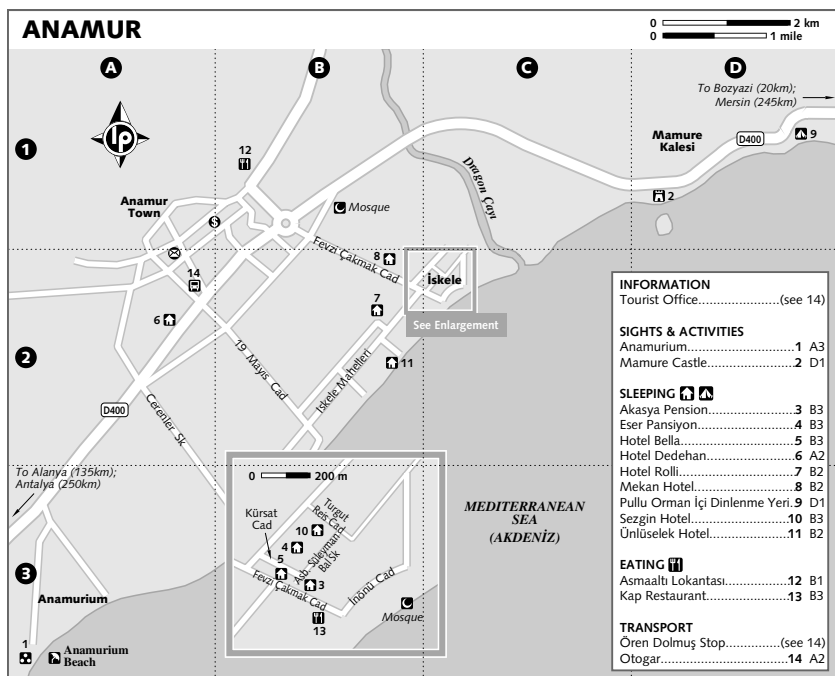 ANAMUR
0 2 km
0 1 mile
A B C D
To Bozyazi (20km);
Mersin (245km)
1
lp
12
Mamure
Kalesi
D400
9
2
Dragon Çayı
Anamur
Town
Mosque
$
Fevzi Çakmak Cad
8
14
İskele
See Enlargement
7
6
2
19 Mayis Cad
Iskele Mahelleri
11
D400
Cerenler Sk
To Alanya (135km);
Antalya (250km)
0 200 m
Kürsat
Cad
Turgut
Reis Cad
10
4
5
Asb. Süleyman
Bal Sk
3
Fevzi Çakmak Cad
İnönü Cad
13
Mosque
MEDITERRANEAN
SEA
(AKDENİZ)
3
Anamurium
1
Anamurium
Beach
INFORMATION
Tourist Office......................(see 14)
SIGHTS & ACTIVITIES
Anamurium...........................1 A3
Mamure Castle.....................2 D1
SLEEPING
Akasya Pension.....................3 B3
Eser Pansiyon.......................4 B3
Hotel Bella...........................5 B3
Hotel Dedehan.....................6 A2
Hotel Rolli............................7 B2
Mekan Hotel........................8 B2
Pullu Orman İçi Dinlenme Yeri.9 D1
Sezgin Hotel.......................10 B3
Ünlüselek Hotel..................11 B2
EATING
Asmaaltı Lokantası..............12 B1
Kap Restaurant...................13 B3
TRANSPORT
Ören Dolmuş Stop.............(see 14)
Otogar................................14 A2